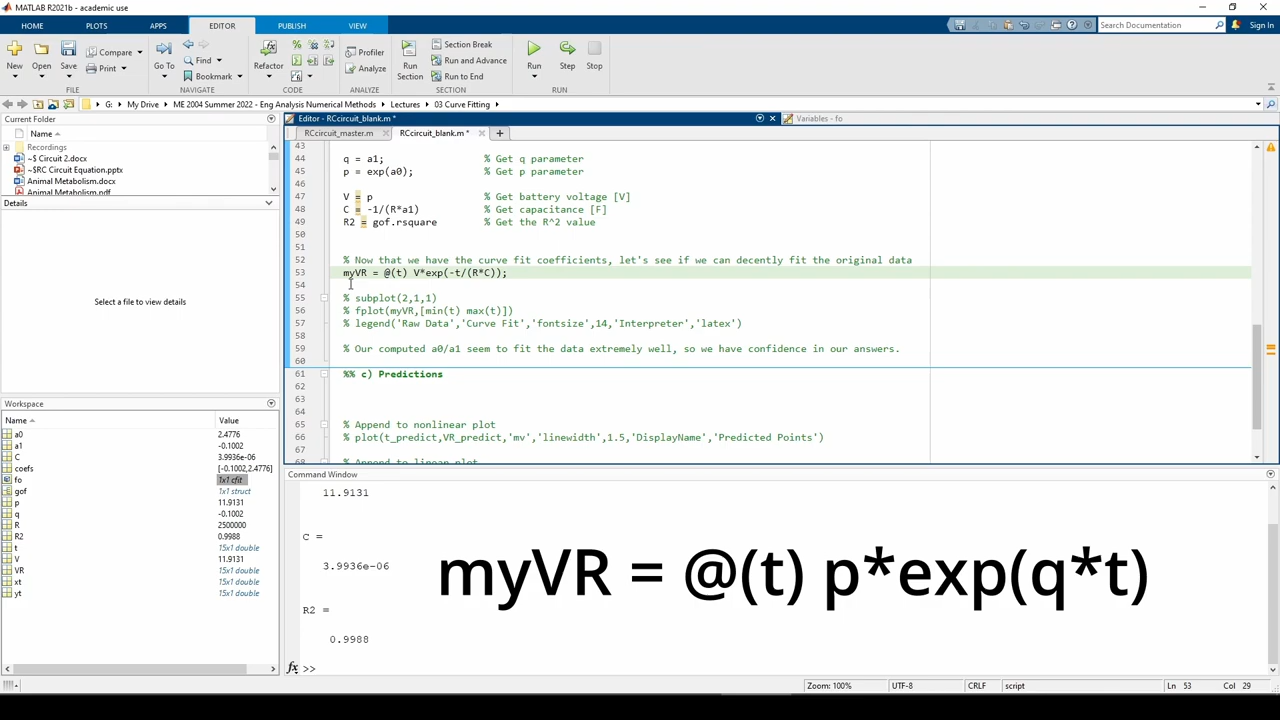 MATLAB R2021b - academic use
HOME PLOTS APPS EDITOR PUBLISH VIEW Search Documentation Sign In
New Open Save Compare Print Go To Find Bookmark Refactor Profiler Analyze Run Section Section Break Run and Advance Run to End Run Step Stop
FILE NAVIGATE CODE ANALYZE SECTION RUN
G: My Drive ME 2004 Summer 2022 - Eng Analysis Numerical Methods Lectures 03 Curve Fitting
Current Folder
Name
Recordings
~$ Circuit 2.docx
~$RC Circuit Equation.pptx
Animal Metabolism.docx
Animal Metabolism.pdf
Details
Select a file to view details
Workspace
Name Value
a0 2.4776
a1 -0.1002
C 3.9936e-06
coefs [-0.1002,2.4776]
fo 1x1 cfit
gof 1x1 struct
p 11.9131
q -0.1002
R 2500000
R2 0.9988
t 15x1 double
V 11.9131
VR 15x1 double
xt 15x1 double
yt 15x1 double
Editor - RCcircuit_blank.m * Variables - fo
RCcircuit_master.m RCcircuit_blank.m *
43
44 q = a1; % Get q parameter
45 p = exp(a0); % Get p parameter
46
47 V = p % Get battery voltage [V]
48 C = -1/(R*a1) % Get capacitance [F]
49 R2 = gof.rsquare % Get the R^2 value
50
51
52 % Now that we have the curve fit coefficients, let's see if we can decently fit the original data
53 myVR = @(t) V*exp(-t/(R*C));
54
55 % subplot(2,1,1)
56 % fplot(myVR,[min(t) max(t)])
57 % legend('Raw Data','Curve Fit','fontsize',14,'Interpreter','latex')
58
59 % Our computed a0/a1 seem to fit the data extremely well, so we have confidence in our answers.
60
61 %% c) Predictions
62
63
64
65 % Append to nonlinear plot
66 % plot(t_predict,VR_predict,'mv','linewidth',1.5,'DisplayName','Predicted Points')
67
68 % Append to linear plot
Command Window
11.9131
C =
3.9936e-06
R2 =
0.9988
fx >>
myVR = @(t) p*exp(q*t)
Zoom: 100% UTF-8 CRLF script Ln 53 Col 29